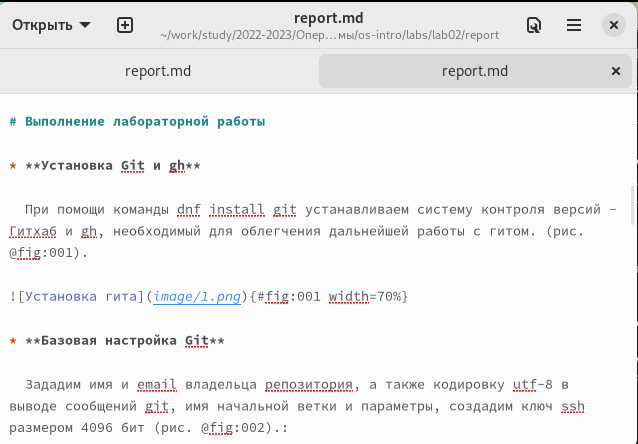 Открыть
report.md
~/work/study/2022-2023/Опер…мы/os-intro/labs/lab02/report
report.md
report.md
# Выполнение лабораторной работы
* **Установка Git и gh**
При помощи команды dnf install git устанавливаем систему контроля версий -
Гитхаб и gh, необходимый для облегчения дальнейшей работы с гитом. (рис.
@fig:001).
![Установка гита](image/1.png){#fig:001 width=70%}
* **Базовая настройка Git**
Зададим имя и email владельца репозитория, а также кодировку utf-8 в
выводе сообщений git, имя начальной ветки и параметры, создадим ключ ssh
размером 4096 бит (рис. @fig:002).: